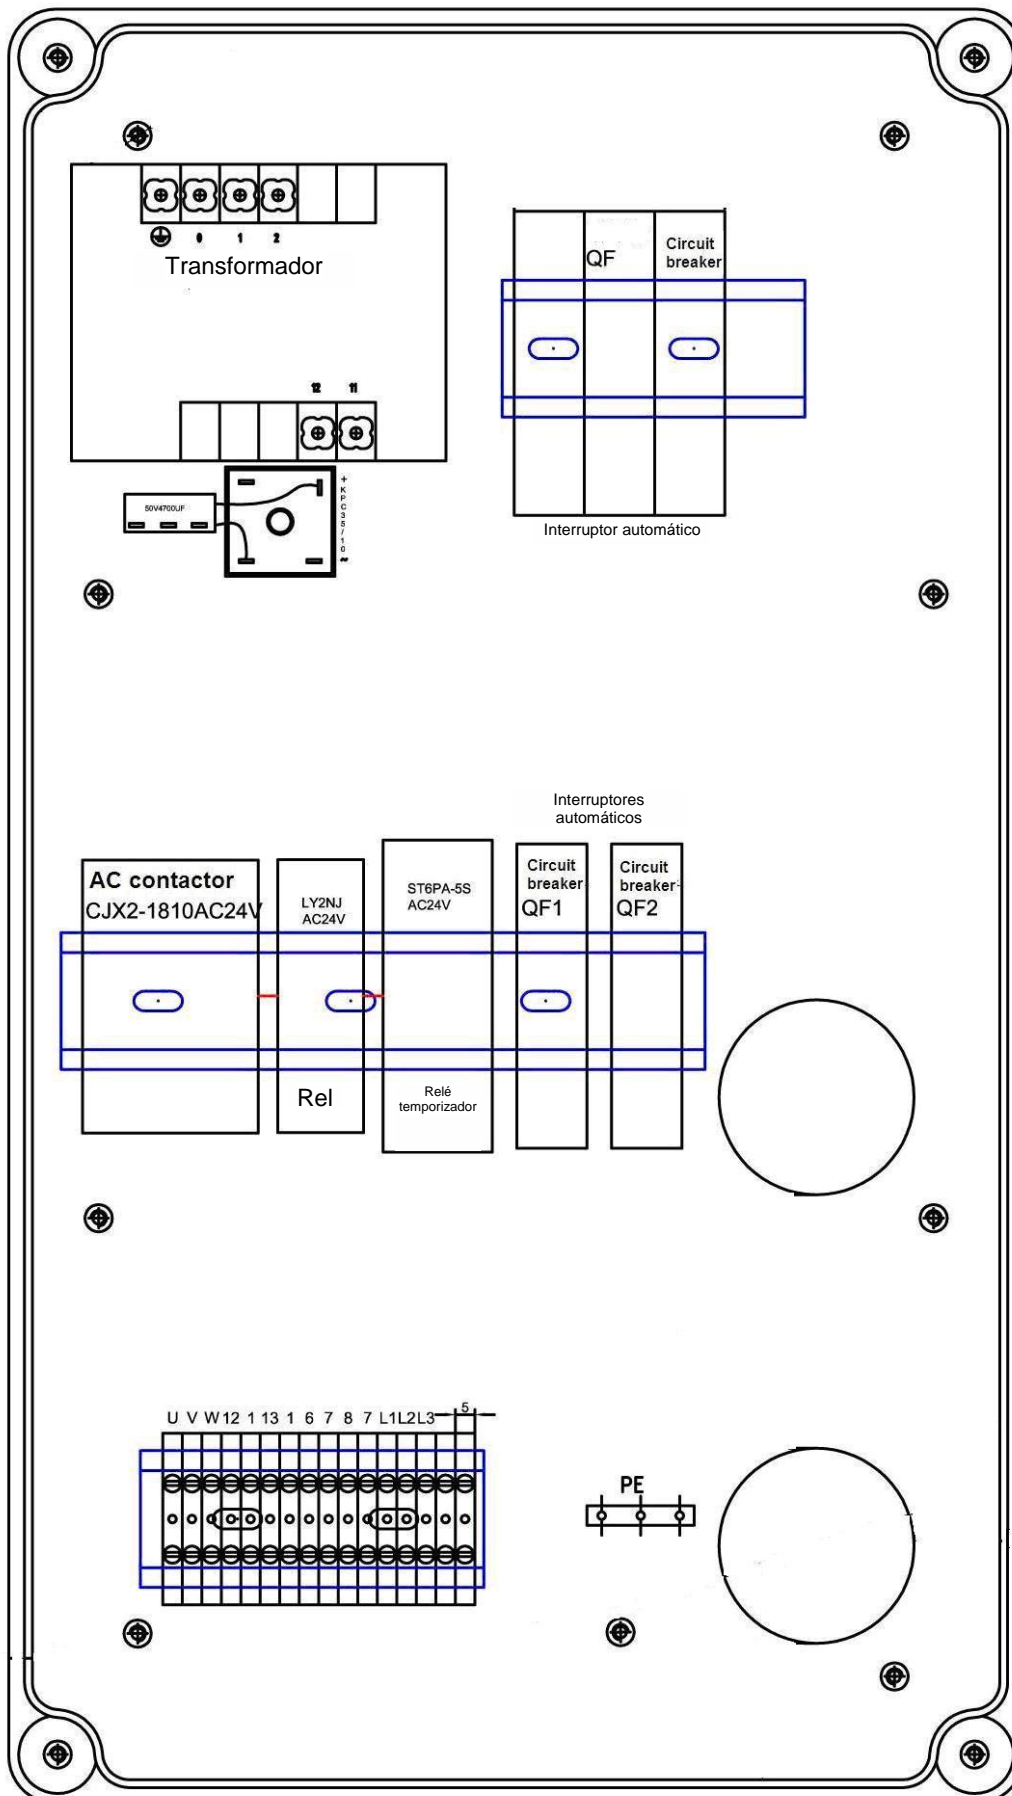 0 1 2
Transformador
12 11
50V4700UF
+KPC35/10~
QF
Circuit
breaker
Interruptor automático
Interruptores
automáticos
AC contactor
CJX2-1810AC24V
LY2NJ
AC24V
Rel
ST6PA-5S
AC24V
Relé
temporizador
Circuit
breaker
QF1
Circuit
breaker
QF2
U V W 12 1 13 1 6 7 8 7 L1 L2 L3 5
PE